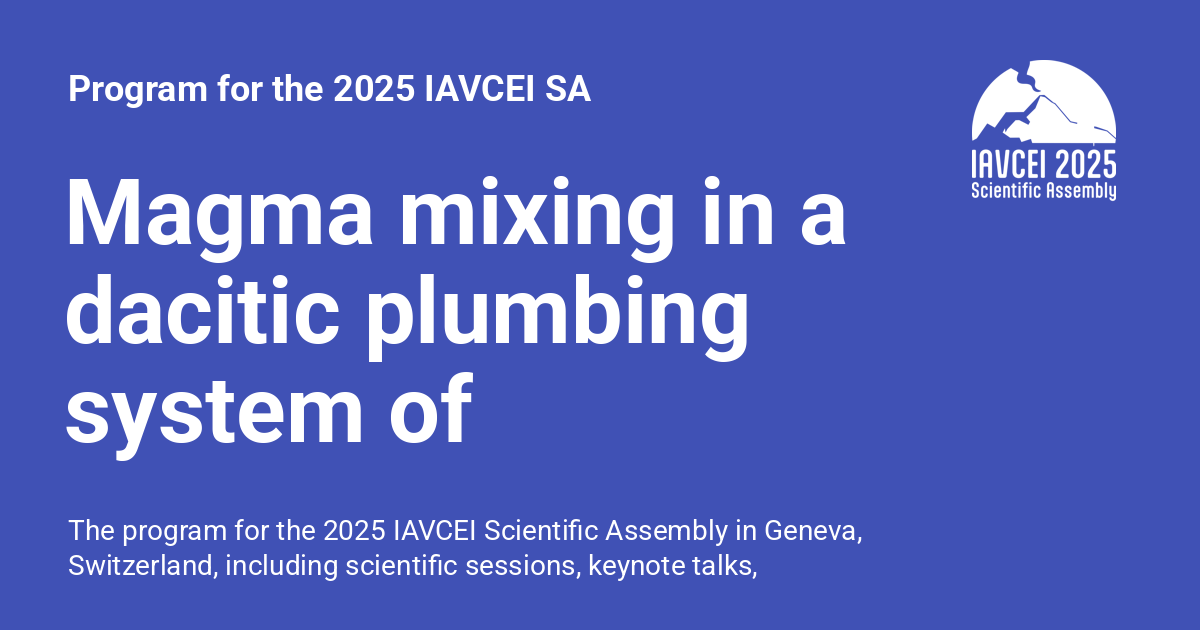 Program for the 2025 IAVCEI SA
IAVCEI 2025
Scientific Assembly
Magma mixing in a
dacitic plumbing
system of
The program for the 2025 IAVCEI Scientific Assembly in Geneva,
Switzerland, including scientific sessions, keynote talks,